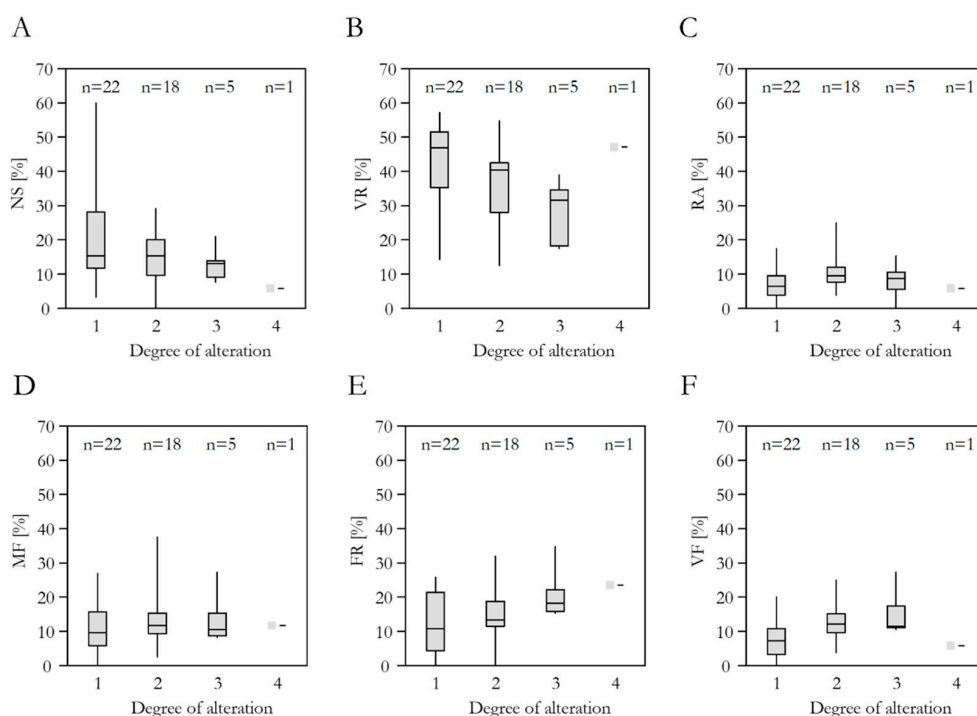 A
B
C
70
60
50
40
30
20
10
0
NS [%]
n=22 n=18 n=5 n=1
1 2 3 4
Degree of alteration
70
60
50
40
30
20
10
0
VR [%]
n=22 n=18 n=5 n=1
1 2 3 4
Degree of alteration
70
60
50
40
30
20
10
0
RA [%]
n=22 n=18 n=5 n=1
1 2 3 4
Degree of alteration
D
E
F
70
60
50
40
30
20
10
0
MF [%]
n=22 n=18 n=5 n=1
1 2 3 4
Degree of alteration
70
60
50
40
30
20
10
0
FR [%]
n=22 n=18 n=5 n=1
1 2 3 4
Degree of alteration
70
60
50
40
30
20
10
0
VF [%]
n=22 n=18 n=5 n=1
1 2 3 4
Degree of alteration